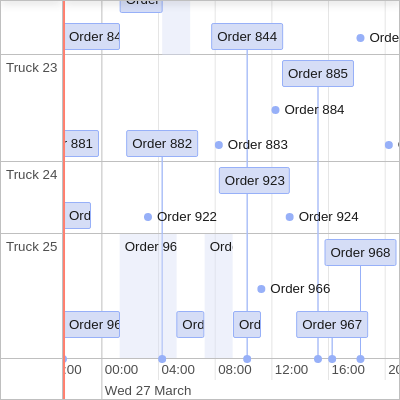 Order
Order 84
Order 844
Orde
Truck 23
Order 885
Order 884
881
Order 882
Order 883
Truck 24
Order 923
Ord
Order 922
Order 924
Truck 25
Order 96
Ord
Order 968
Order 966
Order 96
Ord
Ord
Order 967
:00
00:00
04:00
08:00
12:00
16:00
20
Wed 27 March